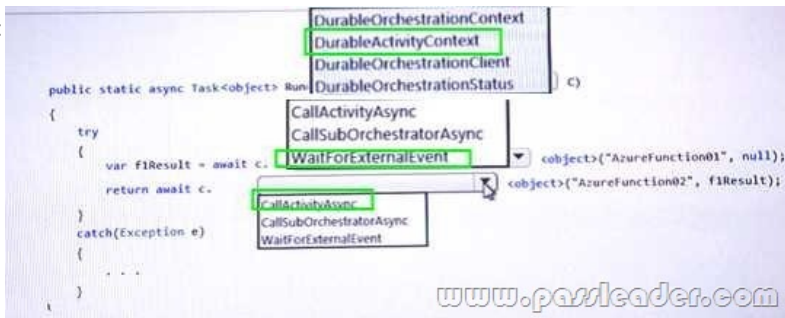 DurableOrchestrationContext
DurableActivityContext
DurableOrchestrationClient
public static async Task<object> Run DurableOrchestrationStatus c)
{
CallActivityAsync
try
CallSubOrchestratorAsync
{
WaitForExternalEvent
var f1Result = await c. <object>("AzureFunction01", null);
return await c. <object>("AzureFunction02", f1Result);
CallActivityAsync
}
CallSubOrchestratorAsync
catch(Exception e)
WaitForExternalEvent
{
. . .
}
www.passleader.com